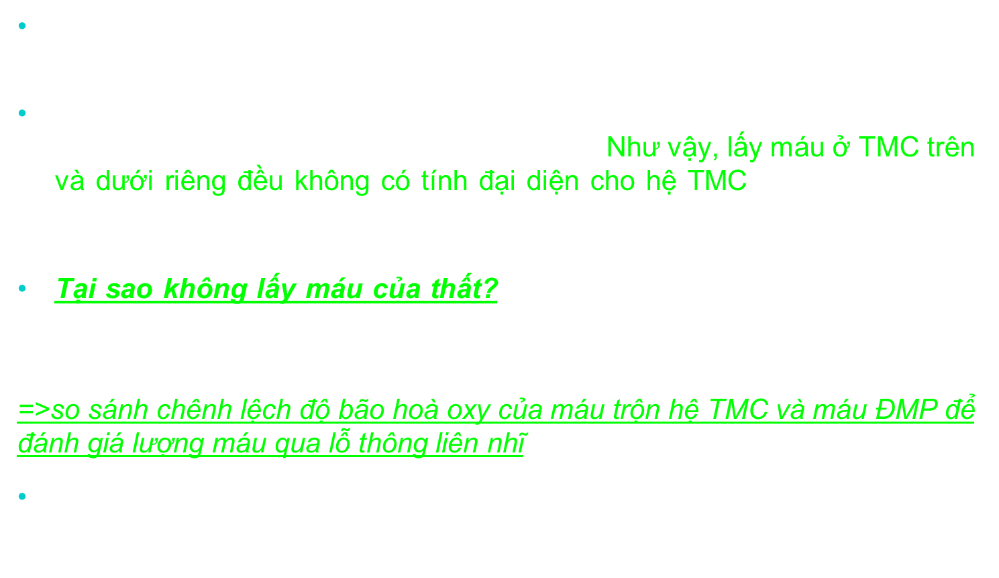 •
•
Như vậy, lấy máu ở TMC trên
và dưới riêng đều không có tính đại diện cho hệ TMC
• Tại sao không lấy máu của thất?
=>so sánh chênh lệch độ bão hoà oxy của máu trộn hệ TMC và máu ĐMP để
đánh giá lượng máu qua lỗ thông liên nhĩ
•